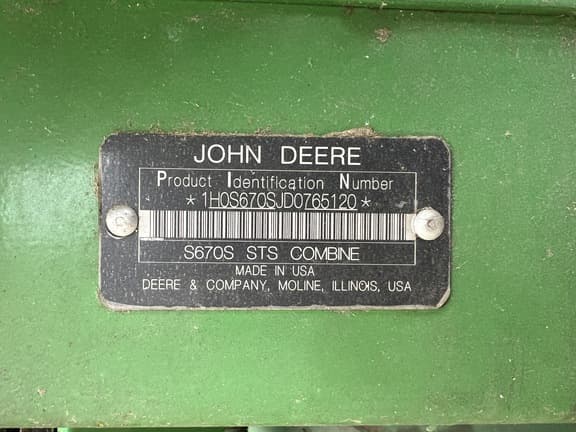 JOHN DEERE
Product Identification Number
* 1H0S670SJD0765120 *
S670S STS COMBINE
MADE IN USA
DEERE & COMPANY, MOLINE, ILLINOIS, USA